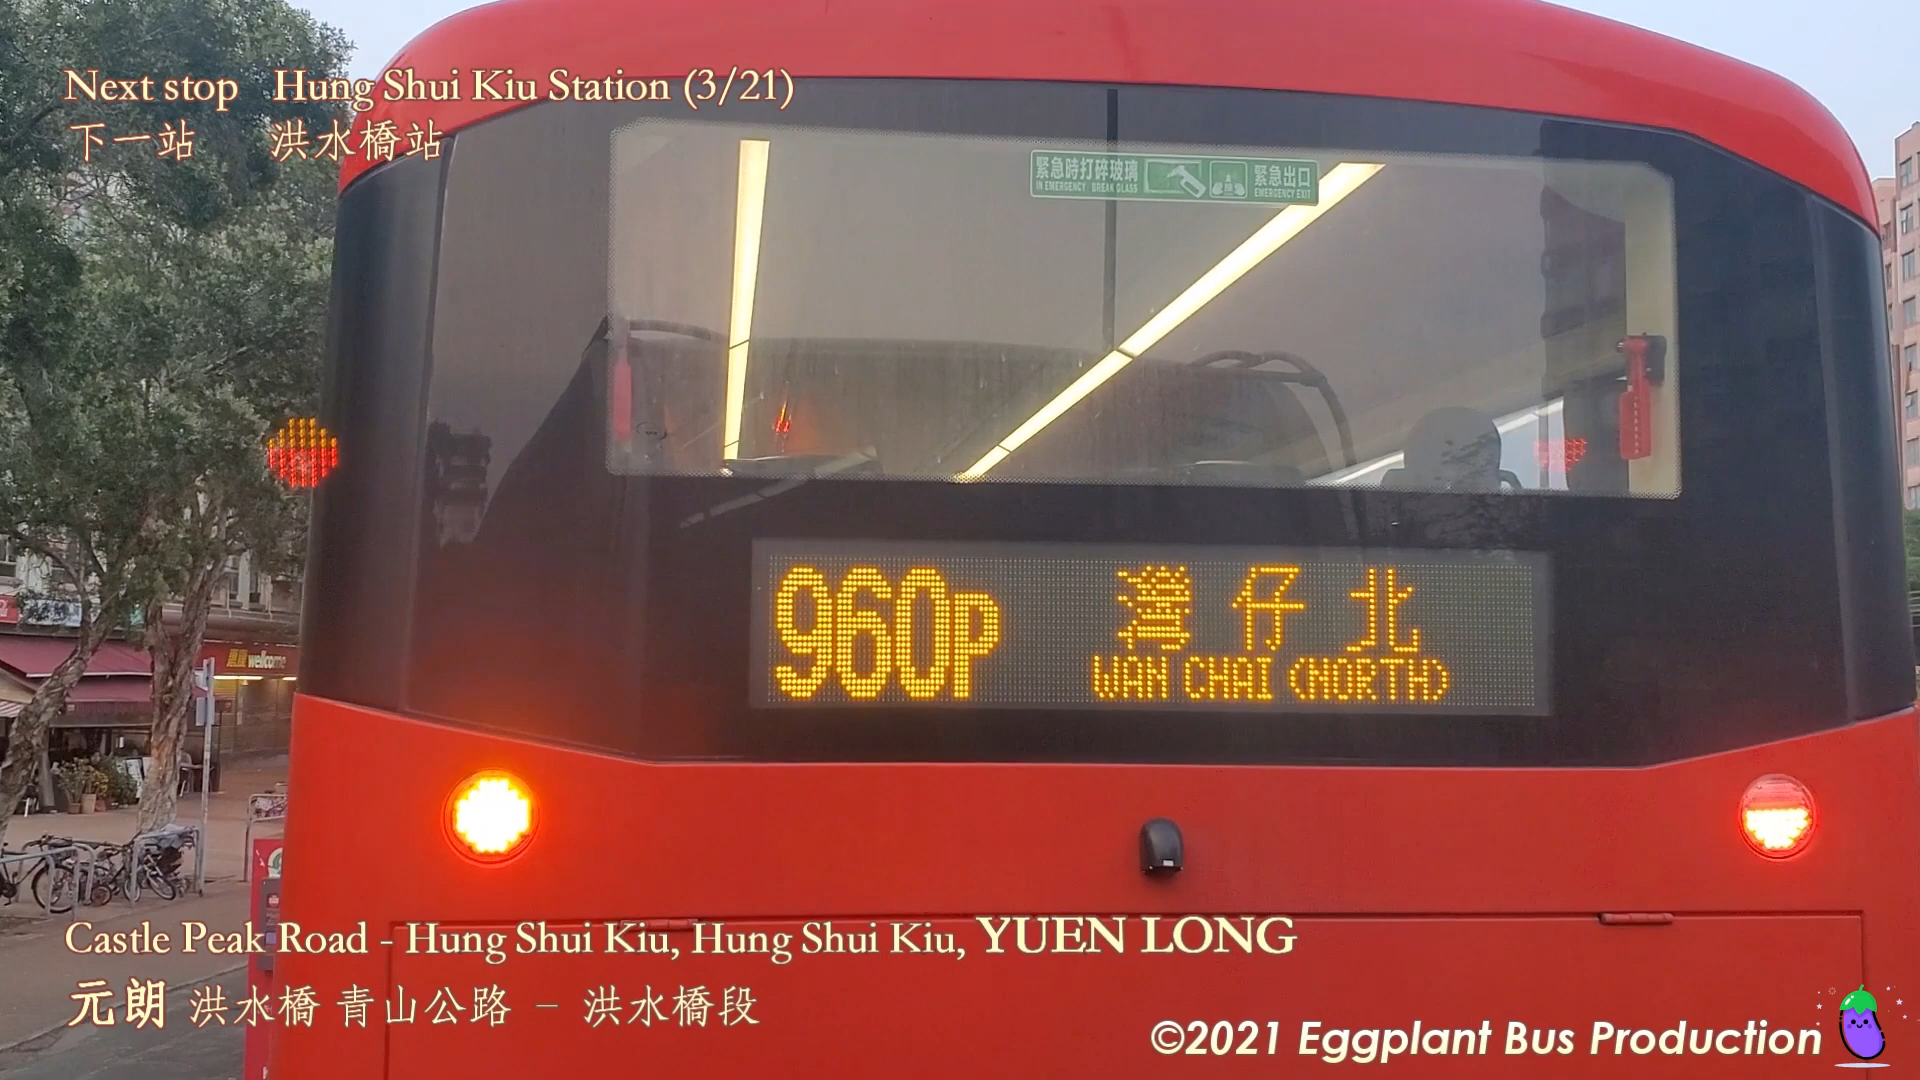 Next stop Hung Shui Kiu Station (3/21)
下一站 洪水橋站
緊急時打碎玻璃
IN EMERGENCY BREAK GLASS
緊急出口
EMERGENCY EXIT
960P
灣仔北
WAN CHAI (NORTH)
惠康 wellcome
Castle Peak Road - Hung Shui Kiu, Hung Shui Kiu, YUEN LONG
元朗 洪水橋 青山公路 – 洪水橋段
©2021 Eggplant Bus Production